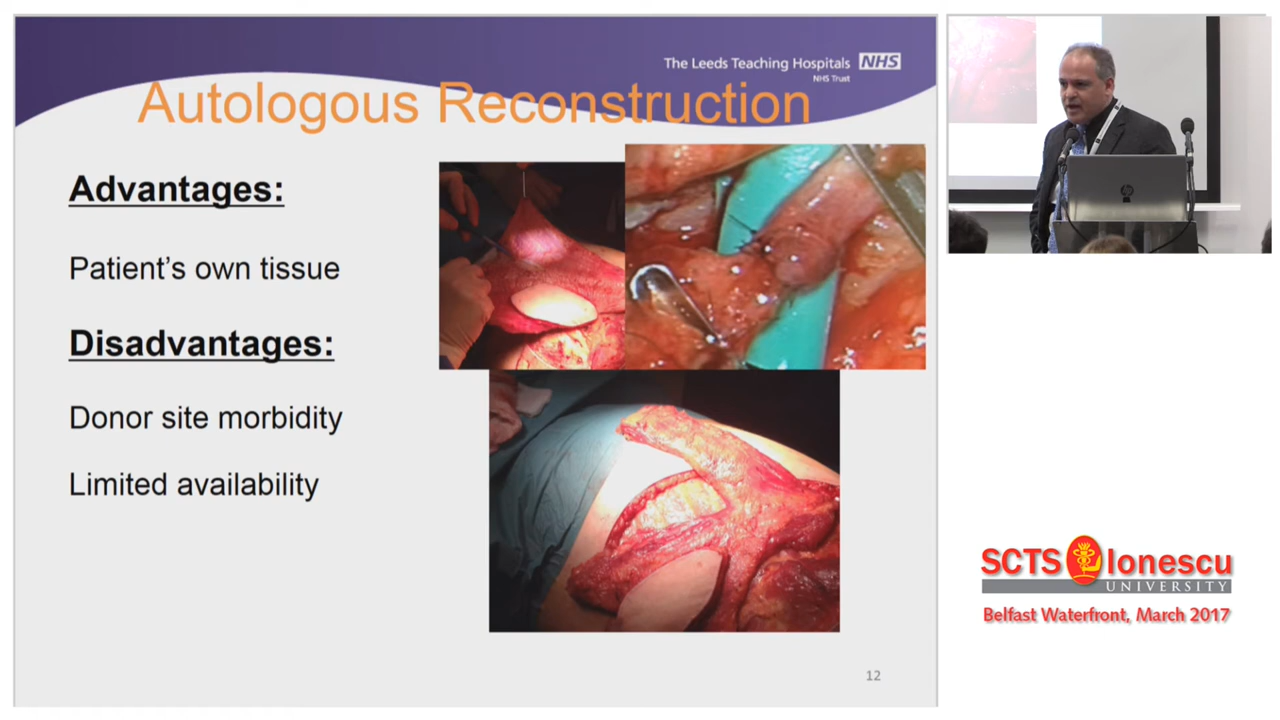 The Leeds Teaching Hospitals NHS
NHS Trust
Autologous Reconstruction
Advantages:
Patient’s own tissue
Disadvantages:
Donor site morbidity
Limited availability
12
hp
SCTS Ionescu
UNIVERSITY
Belfast Waterfront, March 2017